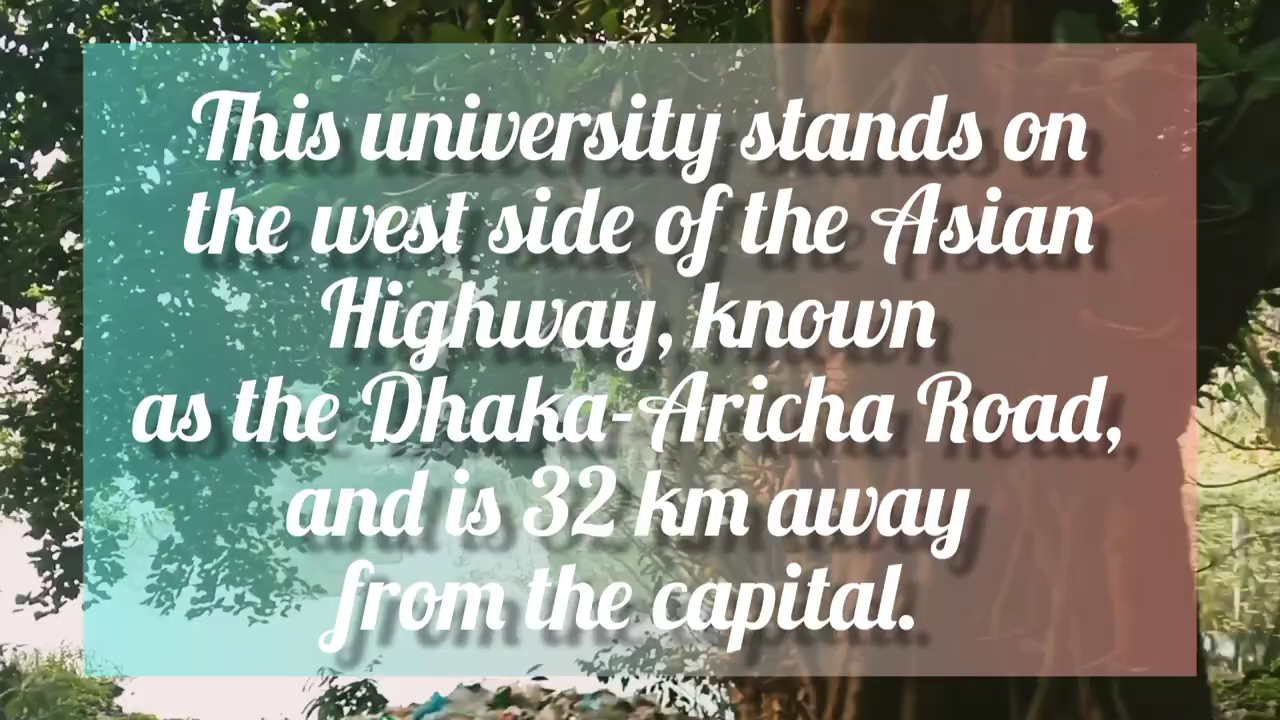 This university stands on
the west side of the Asian
Highway, known
as the Dhaka-Aricha Road,
and is 32 km away
from the capital.